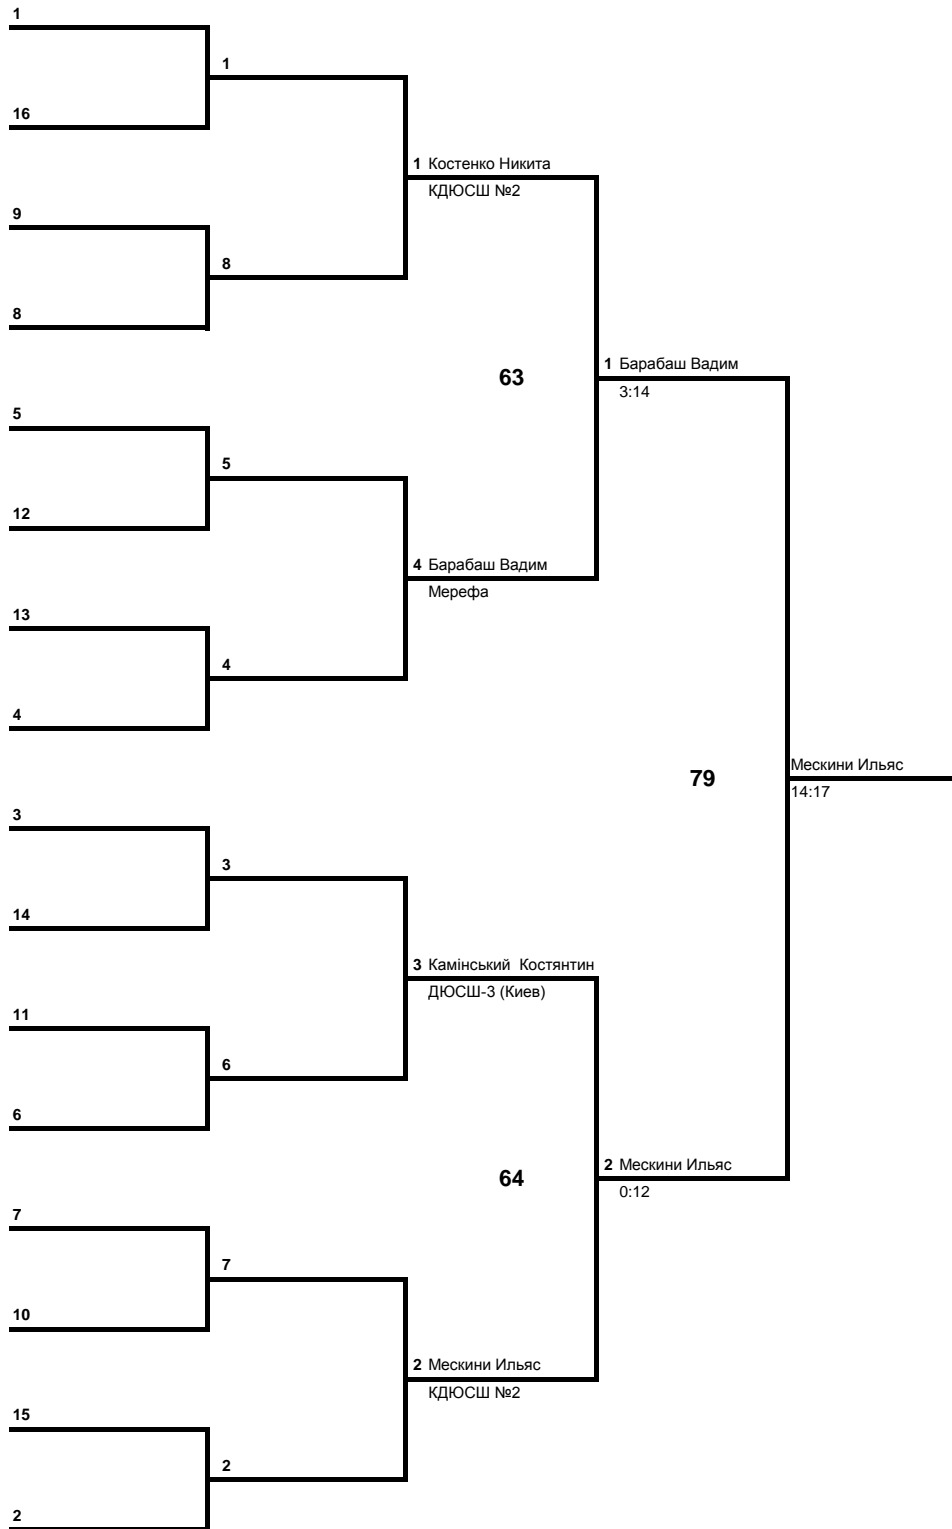 1
1
16
1 Костенко Никита
КДЮСШ №2
9
8
8
1 Барабаш Вадим
63
3:14
5
5
12
4 Барабаш Вадим
Мерефа
13
4
4
Мескини Ильяс
79
14:17
3
3
14
3 Камінський  Костянтин
ДЮСШ-3 (Киев)
11
6
6
2 Мескини Ильяс
64
0:12
7
7
10
2 Мескини Ильяс
КДЮСШ №2
15
2
2